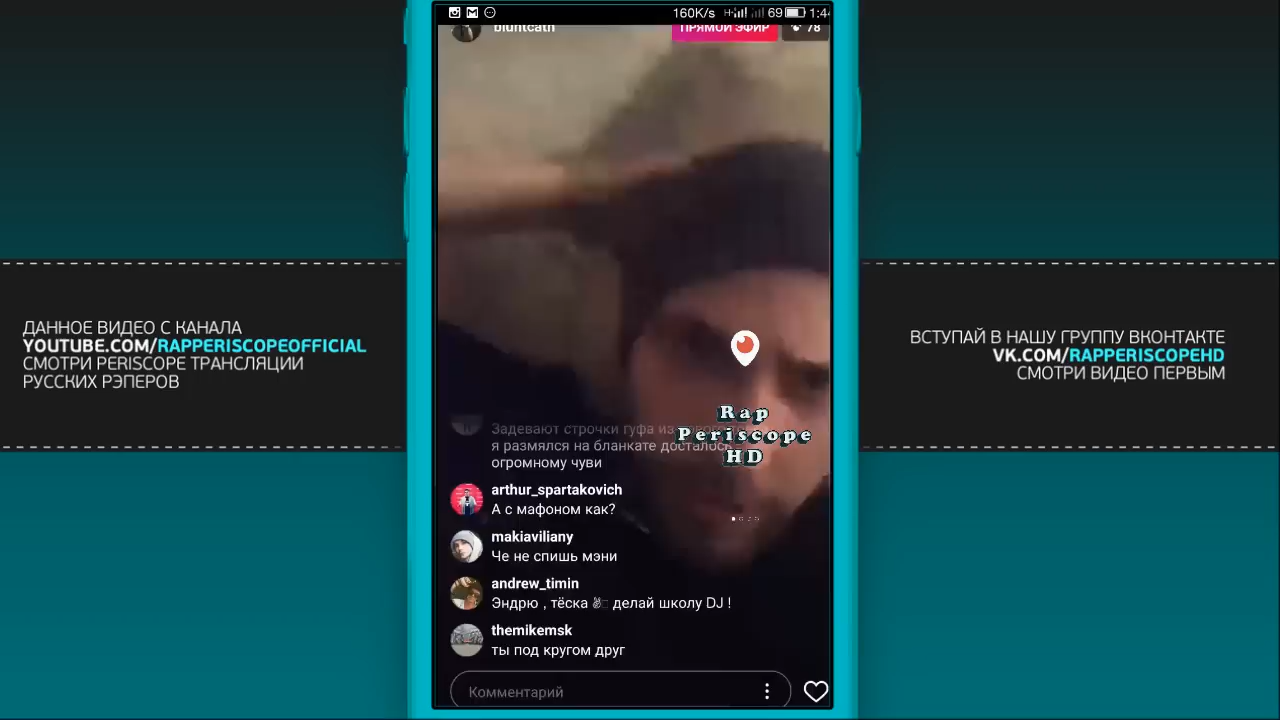 160K/s
69
bluntcath
ПРЯМОЙ ЭФИР
78
ДАННОЕ ВИДЕО С КАНАЛА
YOUTUBE.COM/RAPPERISCOPEOFFICIAL
СМОТРИ PERISCOPE ТРАНСЛЯЦИИ
РУССКИХ РЭПЕРОВ
ВСТУПАЙ В НАШУ ГРУППУ ВКОНТАКТЕ
VK.COM/RAPPERISCOPEHD
СМОТРИ ВИДЕО ПЕРВЫМ
Rap
Periscope
HD
Задевают строчки гуфа из
я размялся на бланкате досталось
огромному чуви
arthur_spartakovich
А с мафоном как?
makiaviliany
Че не спишь мэни
andrew_timin
Эндрю , тёска ✌ делай школу DJ !
themikemsk
ты под кругом друг
Комментарий